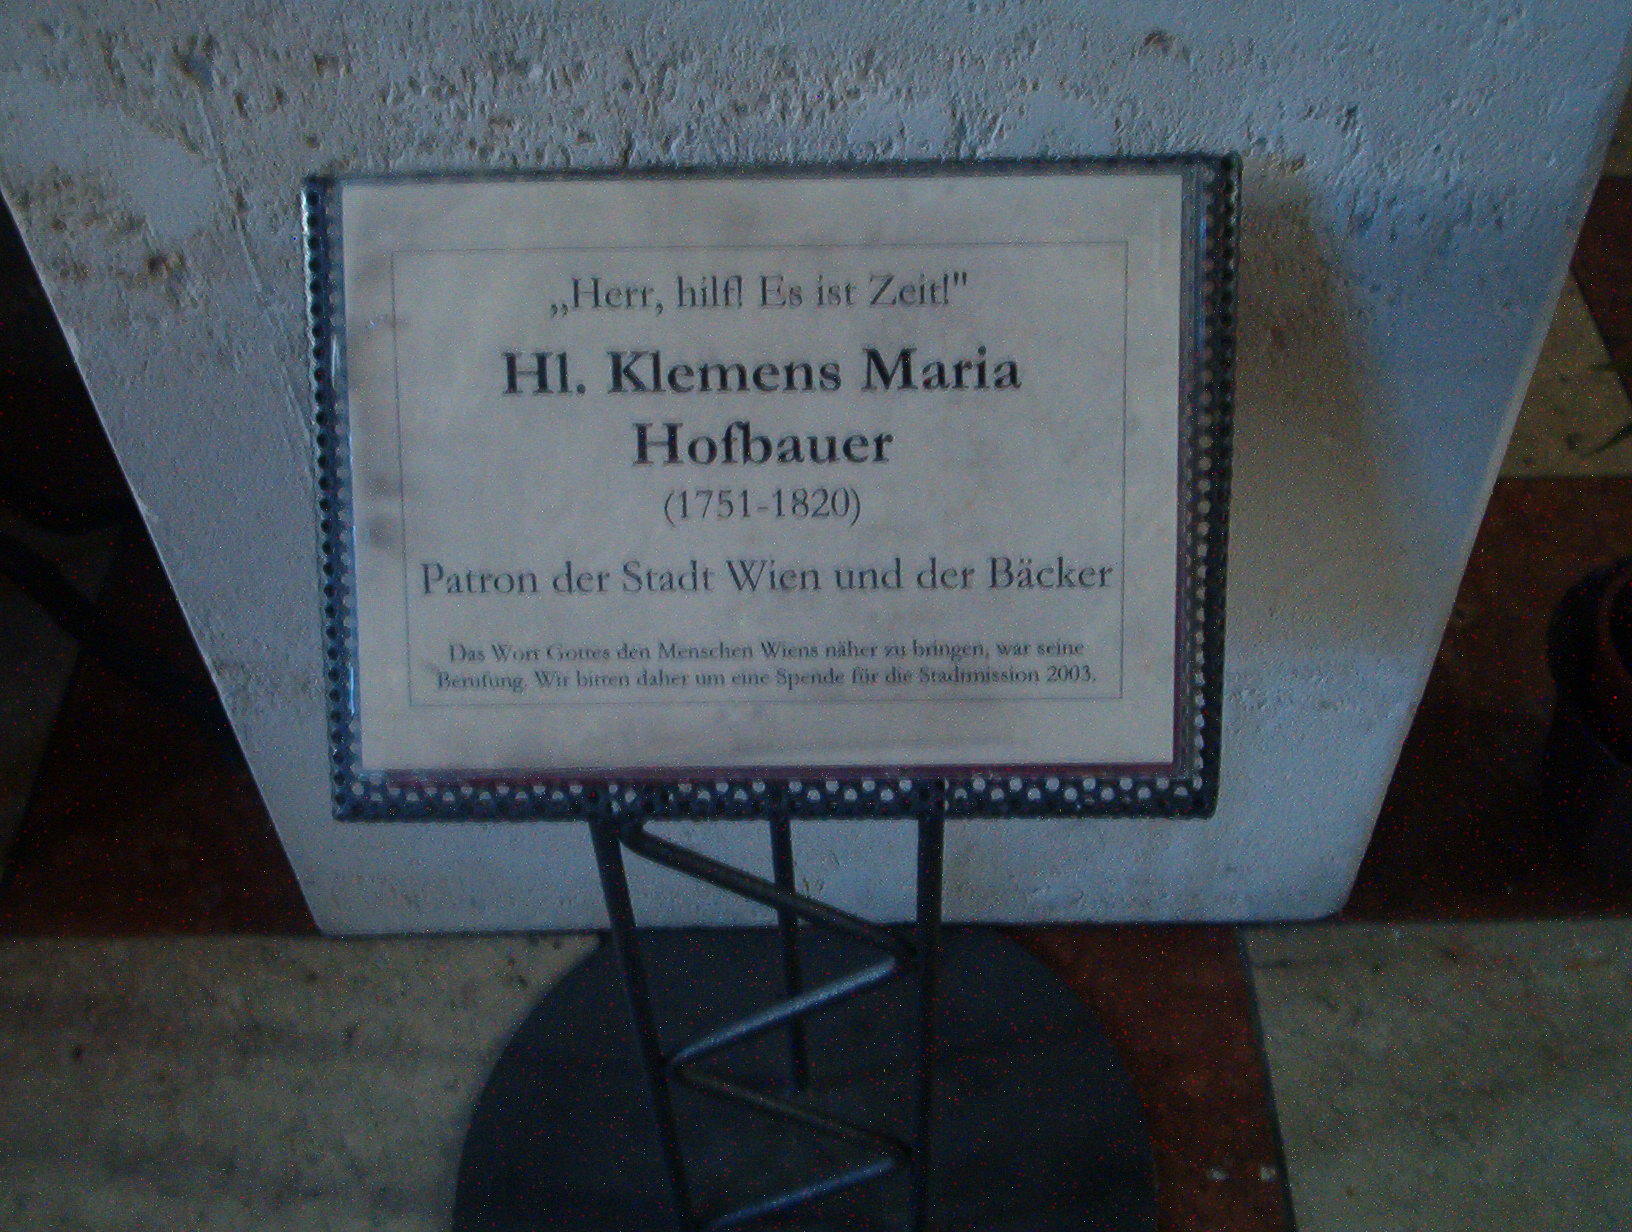 „Herr, hilf! Es ist Zeit!"
Hl. Klemens Maria
Hofbauer
(1751-1820)
Patron der Stadt Wien und der Bäcker
Das Wort Gottes den Menschen Wiens näher zu bringen, war seine
Berufung. Wir bitten daher um eine Spende für die Stadtmission 2003.